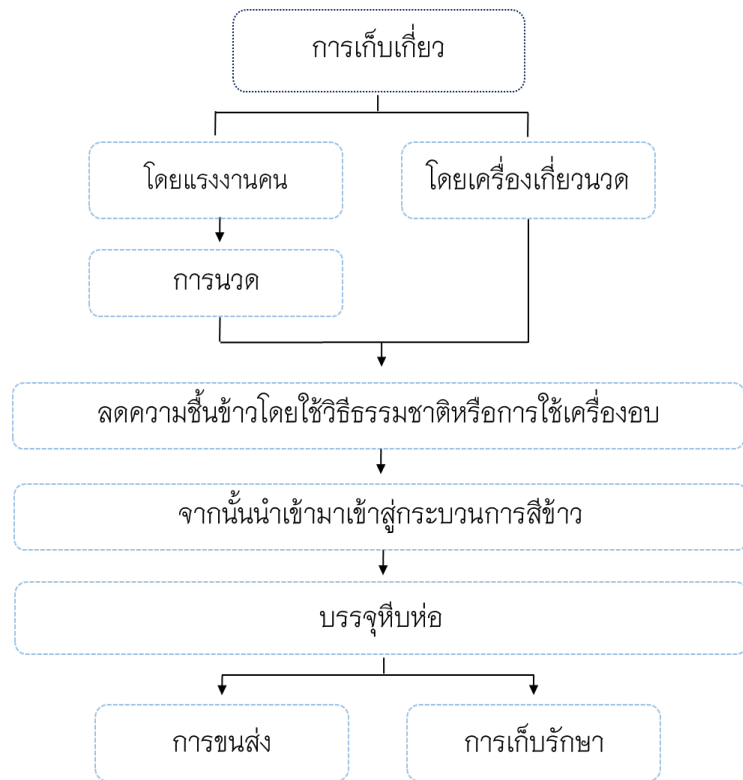 การเก็บเกี่ยว
โดยแรงงานคน
โดยเครื่องเกี่ยวนวด
การนวด
ลดความชื้นข้าวโดยใช้วิธีธรรมชาติหรือการใช้เครื่องอบ
จากนั้นนำเข้ามาเข้าสู่กระบวนการสีข้าว
บรรจุหีบห่อ
การขนส่ง
การเก็บรักษา